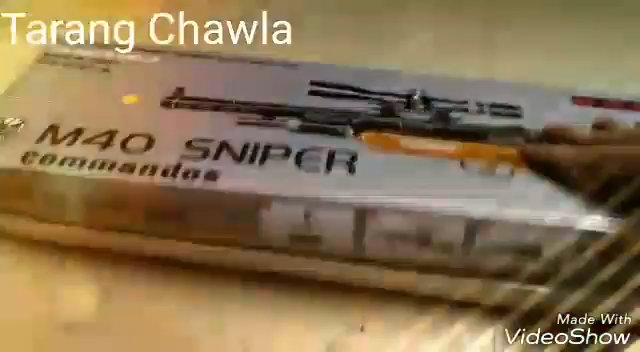 Tarang Chawla
M40 SNIPER
commandos
Made With
VideoShow